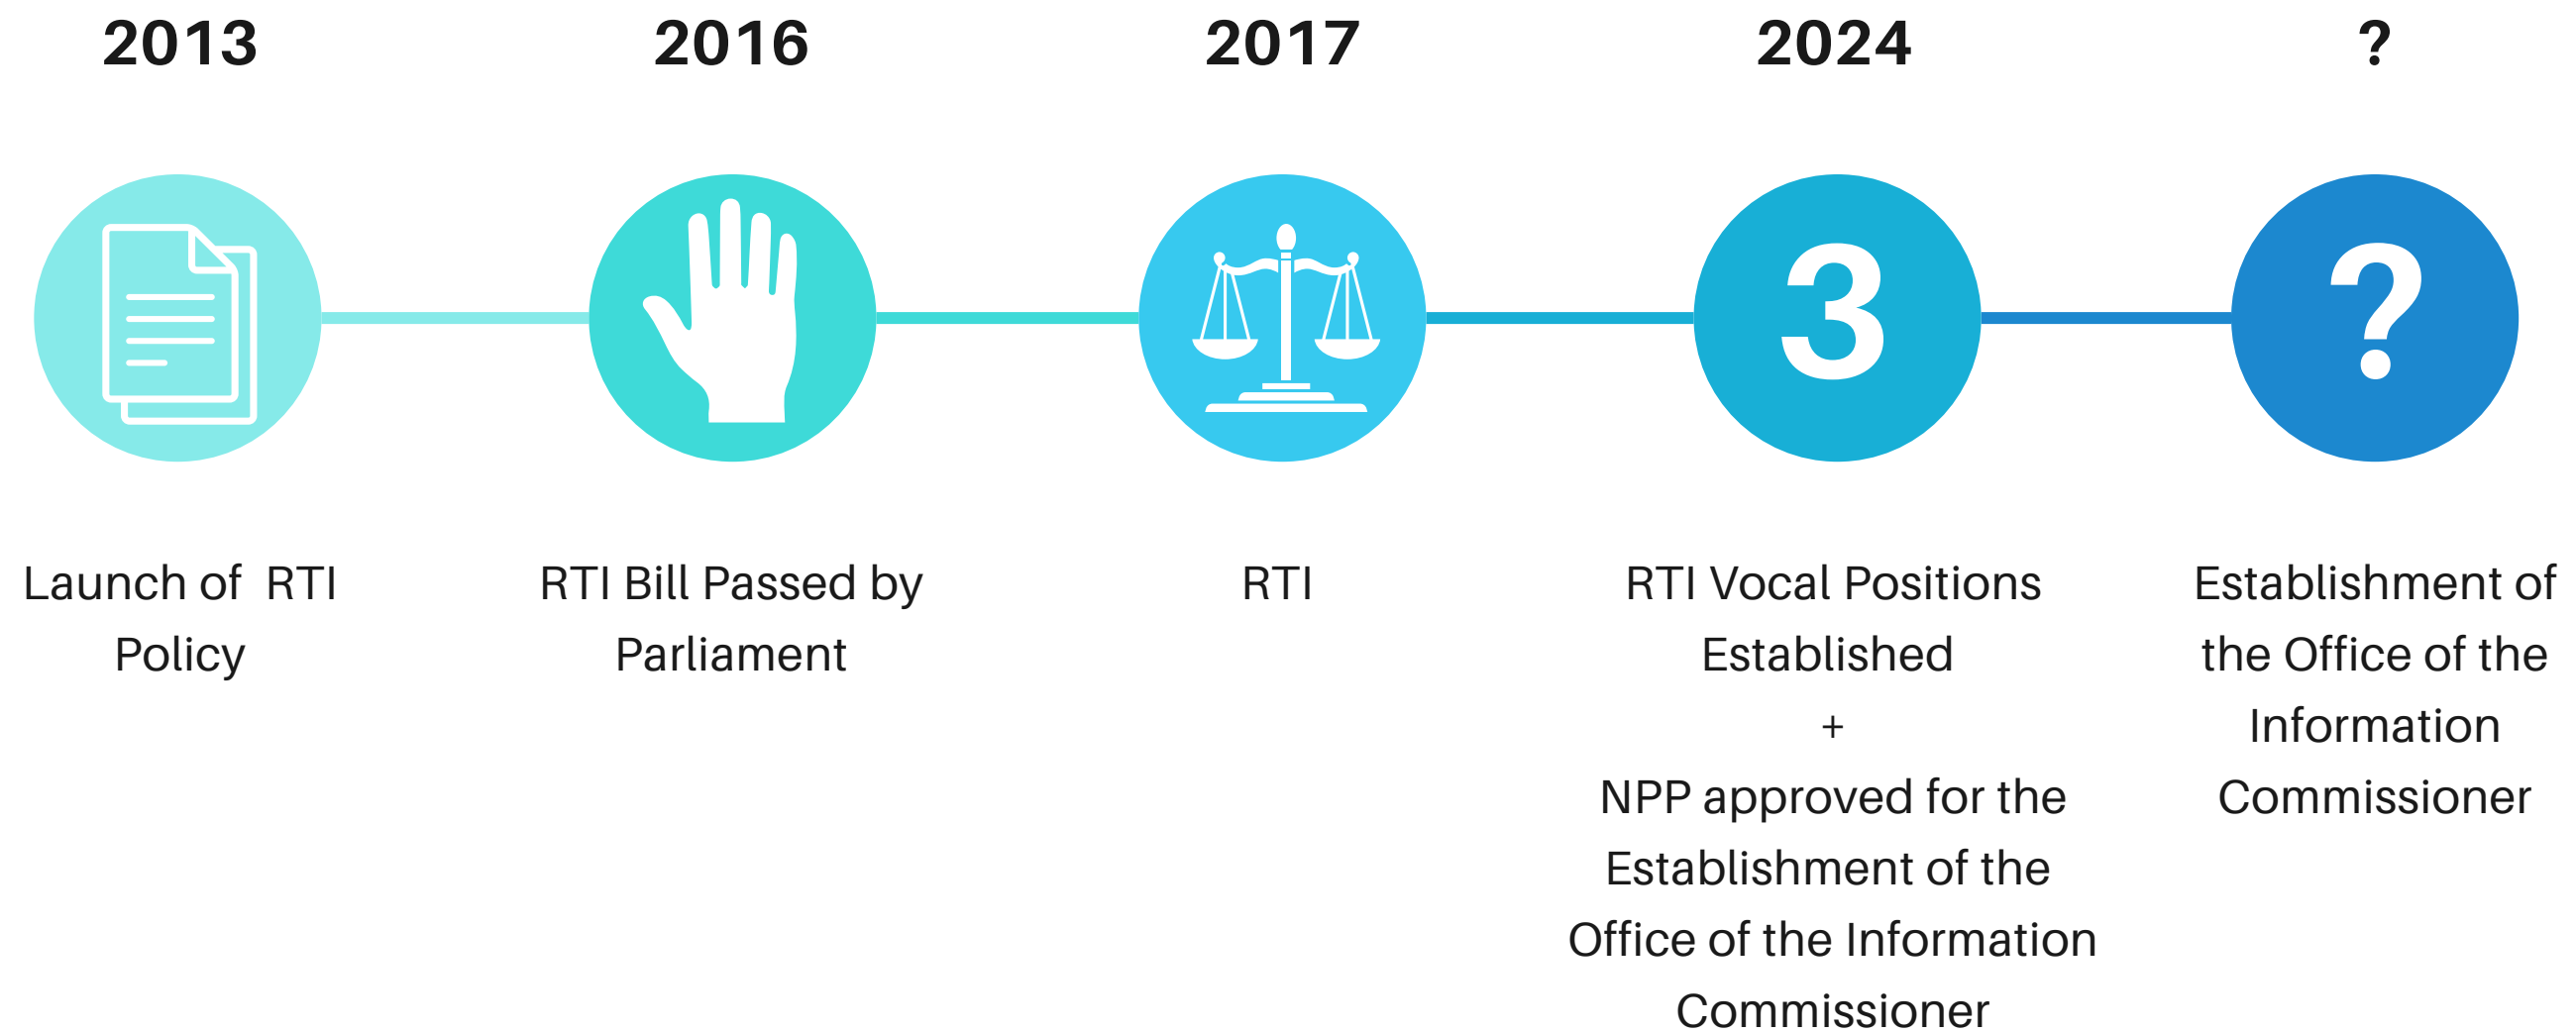 2013
2016
2017
2024
?
3
?
Launch of RTI
Policy
RTI Bill Passed by
Parliament
RTI
RTI Vocal Positions
Established
+
NPP approved for the
Establishment of the
Office of the Information
Commissioner
Establishment of
the Office of the
Information
Commissioner